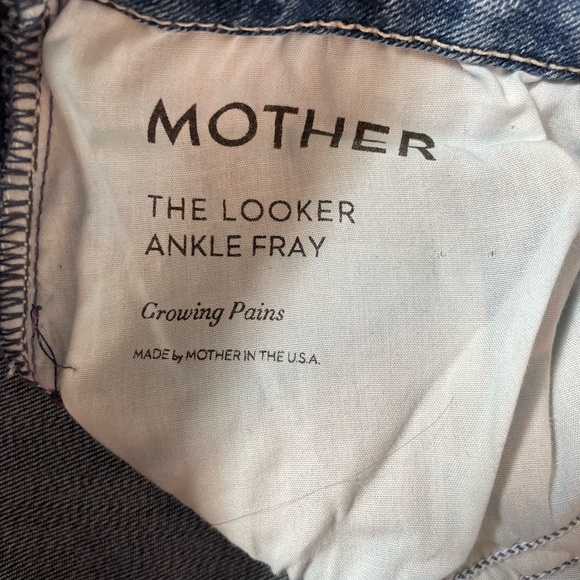 MOTHER
THE LOOKER
ANKLE FRAY
Growing Pains
MADE by MOTHER IN THE U.S.A.